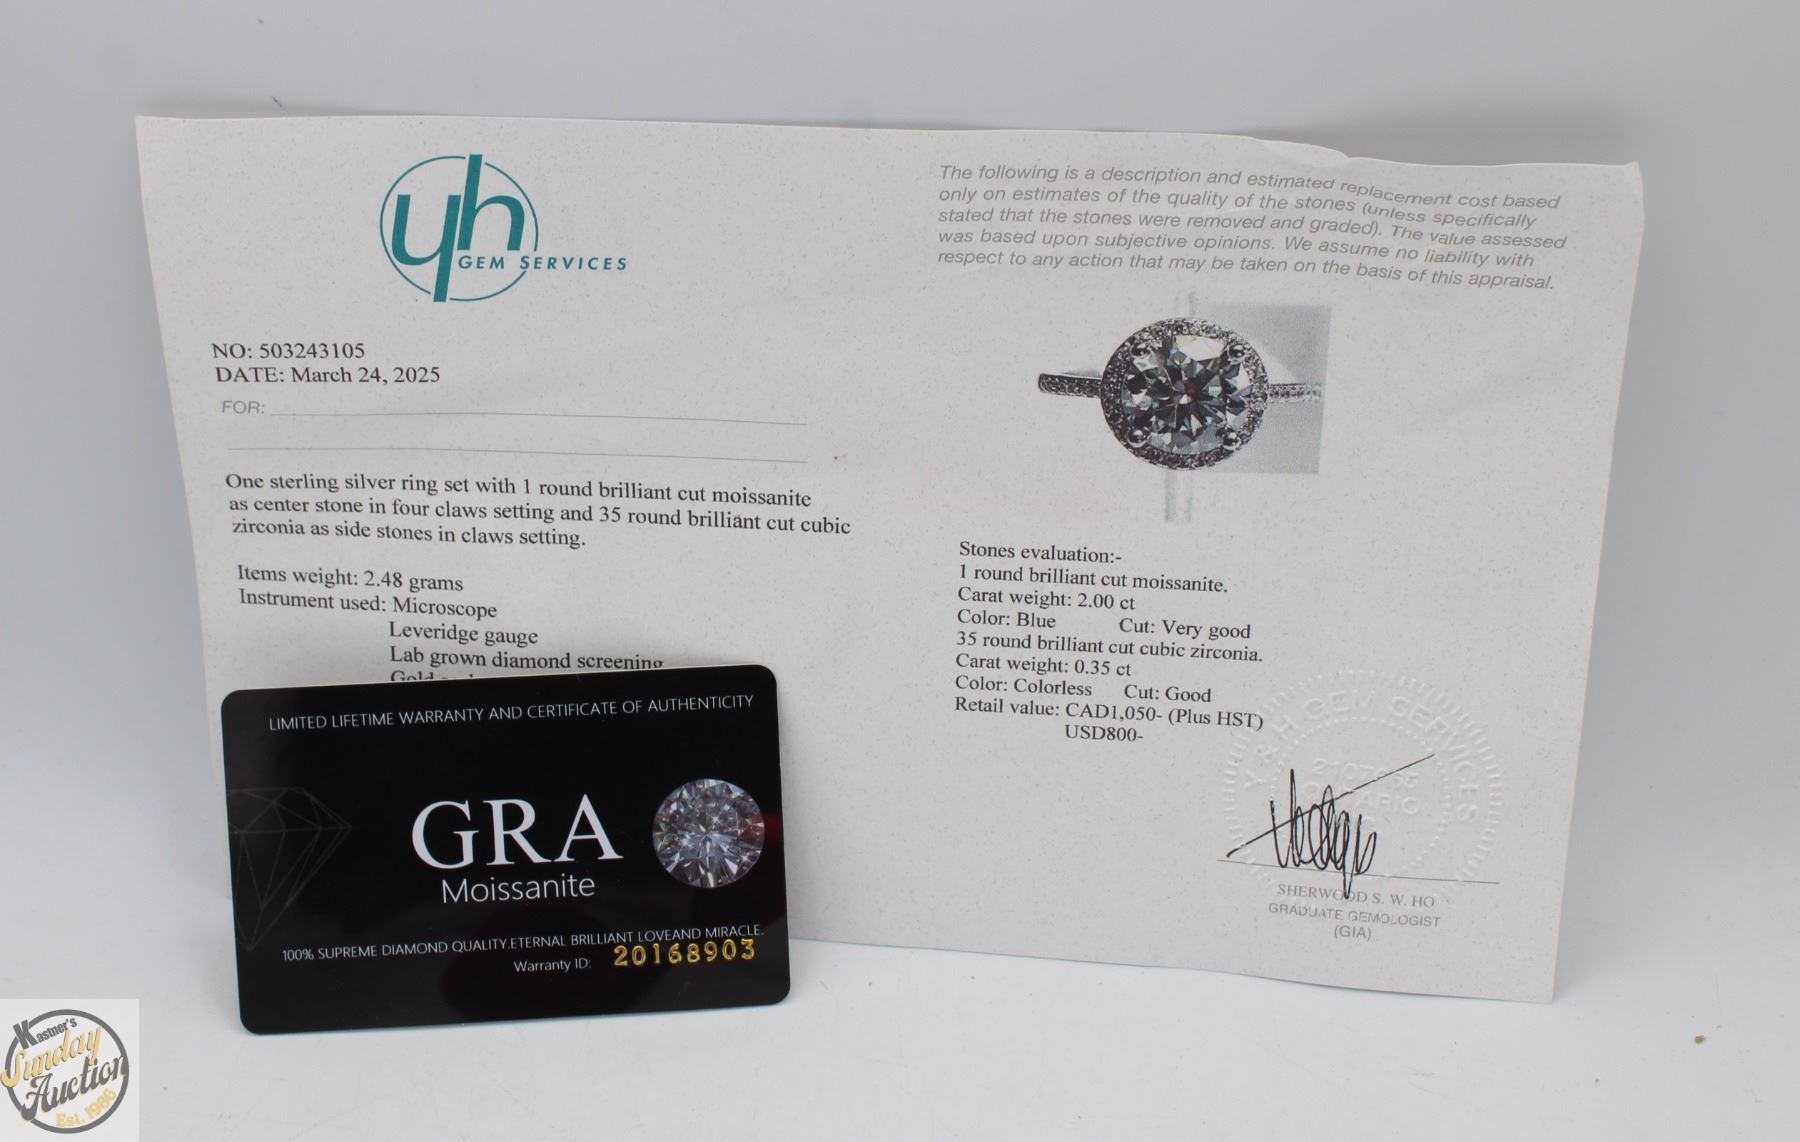 yh
GEM SERVICES
NO: 503243105
DATE: March 24, 2025
FOR:
One sterling silver ring set with 1 round brilliant cut moissanite
as center stone in four claws setting and 35 round brilliant cut cubic
zirconia as side stones in claws setting.
Items weight: 2.48 grams
Instrument used: Microscope
Leveridge gauge
Lab grown diamond screening
Gold
The following is a description and estimated replacement cost based
only on estimates of the quality of the stones (unless specifically
stated that the stones were removed and graded). The value assessed
was based upon subjective opinions. We assume no liability with
respect to any action that may be taken on the basis of this appraisal.
Stones evaluation:-
1 round brilliant cut moissanite.
Carat weight: 2.00 ct
Color: Blue Cut: Very good
35 round brilliant cut cubic zirconia.
Carat weight: 0.35 ct
Color: Colorless Cut: Good
Retail value: CAD1,050- (Plus HST)
USD800-
Y & H GEM SERVICES
ONTARIO
SHERWOOD S. W. HO
GRADUATE GEMOLOGIST
(GIA)
LIMITED LIFETIME WARRANTY AND CERTIFICATE OF AUTHENTICITY
GRA
Moissanite
100% SUPREME DIAMOND QUALITY.ETERNAL BRILLIANT LOVEAND MIRACLE.
Warranty ID: 20168903
Kastner's
Sunday
Auction
Est. 1986